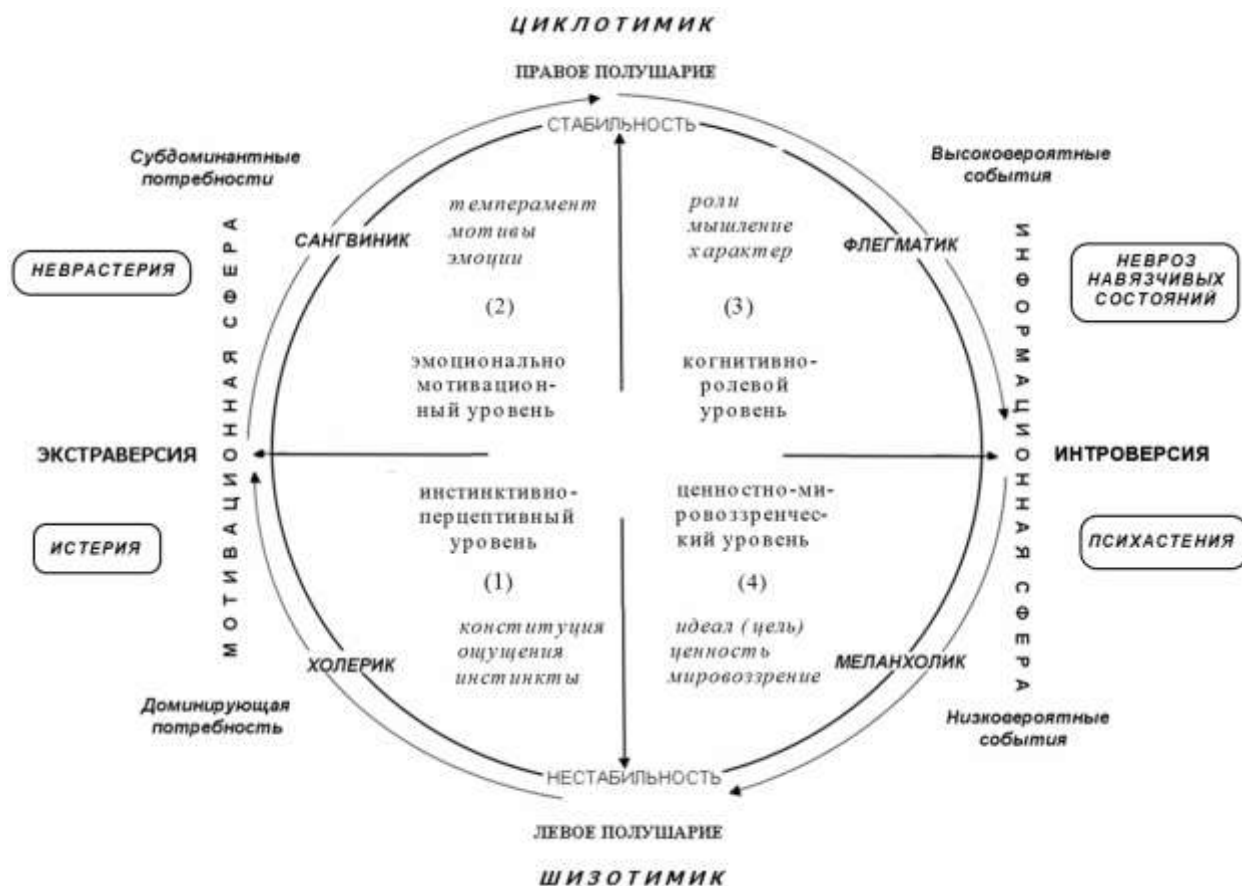 ЦИКЛОТИМИК
ПРАВОЕ ПОЛУШАРИЕ
СТАБИЛЬНОСТЬ
Субдоминантные
потребности
Высоковероятные
события
темперамент
мотивы
эмоции
роли
мышление
характер
САНГВИНИК
ФЛЕГМАТИК
НЕВРАСТЕРИЯ
НЕВРОЗ
НАВЯЗЧИВЫХ
СОСТОЯНИЙ
(2)
(3)
эмоционально
мотивацион-
ный уровень
когнитивно-
ролевой
уровень
МОТИВАЦИОННАЯ СФЕРА
ИНФОРМАЦИОННАЯ СФЕРА
ЭКСТРАВЕРСИЯ
ИНТРОВЕРСИЯ
инстинктивно-
перцептивный
уровень
ценностно-ми-
ровоззренчес-
кий уровень
ИСТЕРИЯ
ПСИХАСТЕНИЯ
(1)
(4)
конституция
ощущения
инстинкты
идеал (цель)
ценность
мировоззрение
ХОЛЕРИК
МЕЛАНХОЛИК
Доминирующая
потребность
Низковероятные
события
НЕСТАБИЛЬНОСТЬ
ЛЕВОЕ ПОЛУШАРИЕ
ШИЗОТИМИК